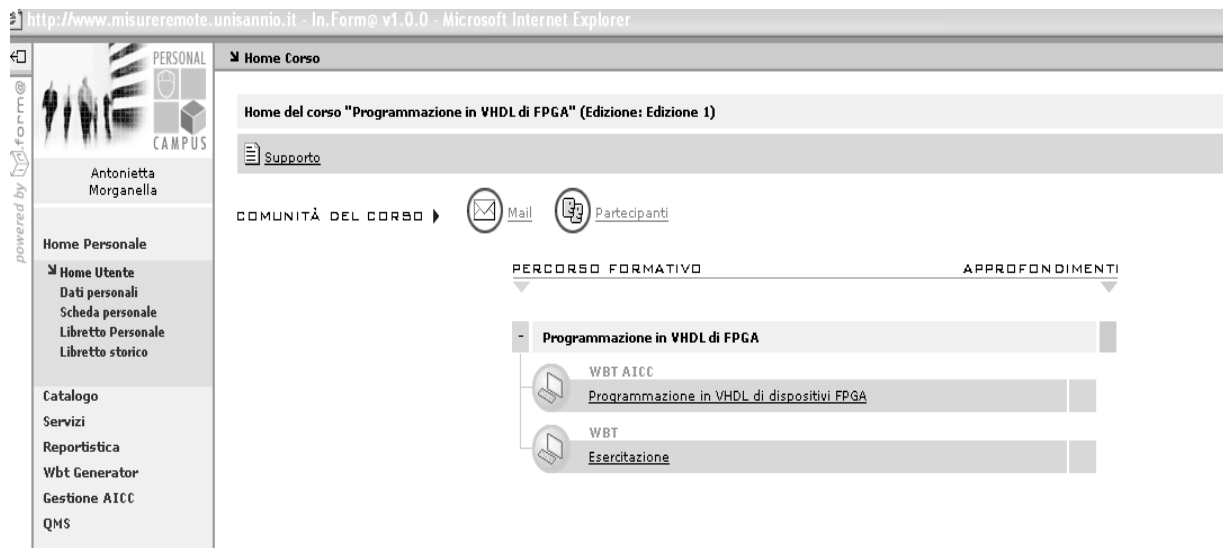 http://www.misureremote.unisannio.it - In.Form@ v1.0.0 - Microsoft Internet Explorer
powered by in.form@
PERSONAL
CAMPUS
Antonietta
Morganella
Home Personale
Home Utente
Dati personali
Scheda personale
Libretto Personale
Libretto storico
Catalogo
Servizi
Reportistica
Wbt Generator
Gestione AICC
QMS
Home Corso
Home del corso "Programmazione in VHDL di FPGA" (Edizione: Edizione 1)
Supporto
COMUNITÀ DEL CORSO
Mail
Partecipanti
PERCORSO FORMATIVO
APPROFONDIMENTI
- Programmazione in VHDL di FPGA
WBT AICC
Programmazione in VHDL di dispositivi FPGA
WBT
Esercitazione